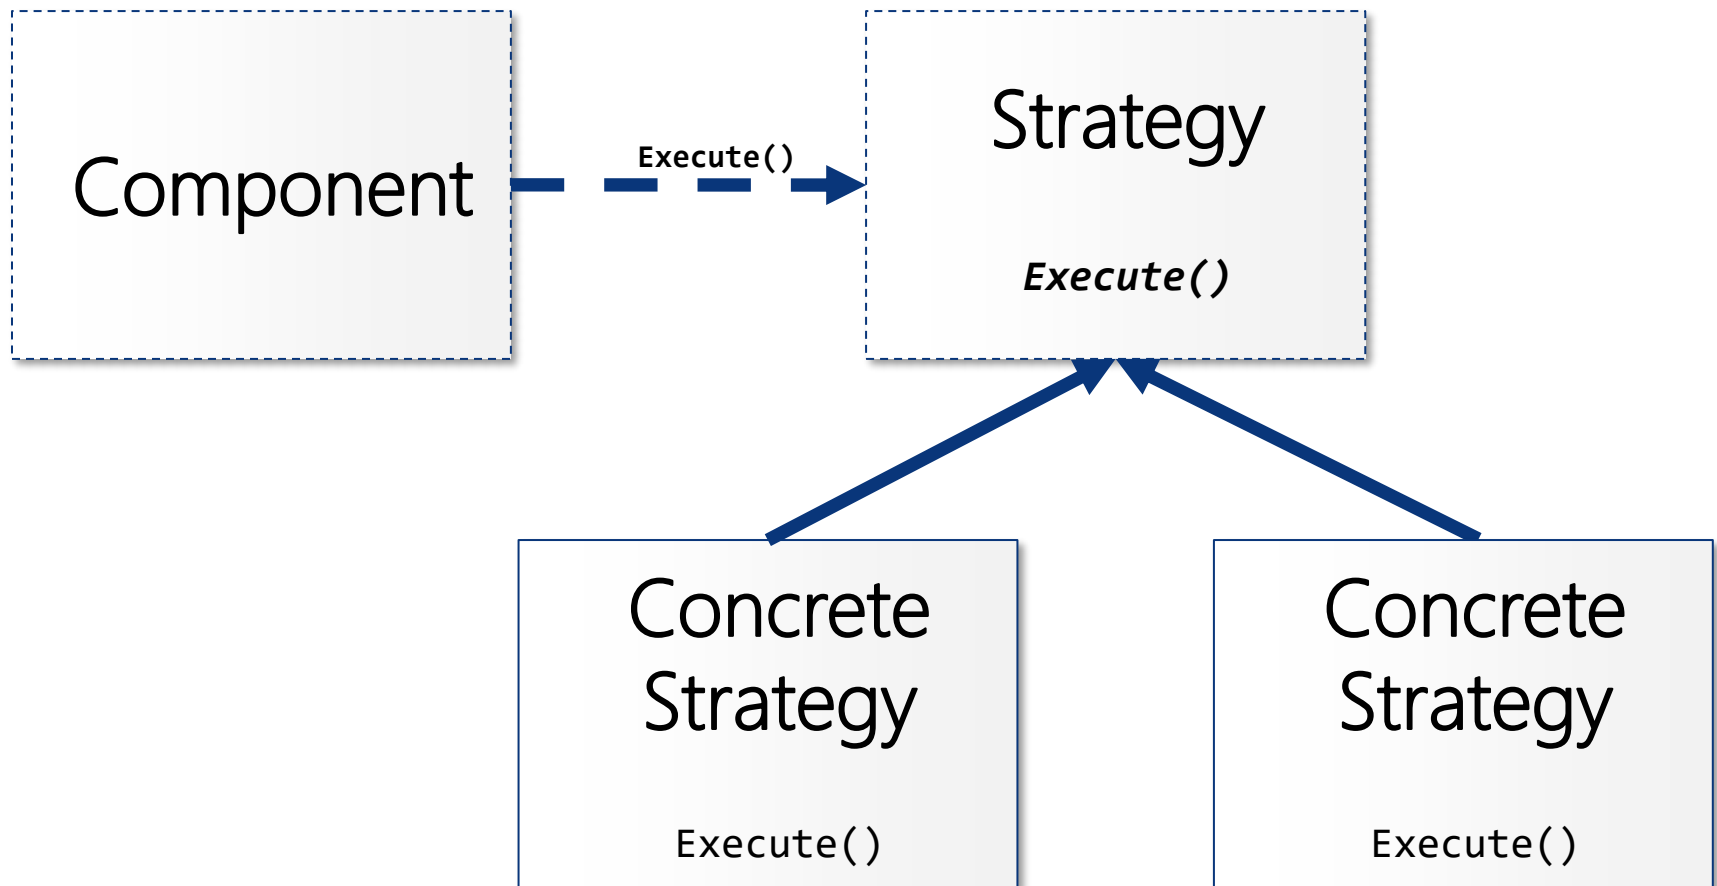 Component
Execute()
Strategy
Execute()
Concrete
Strategy
Execute()
Concrete
Strategy
Execute()